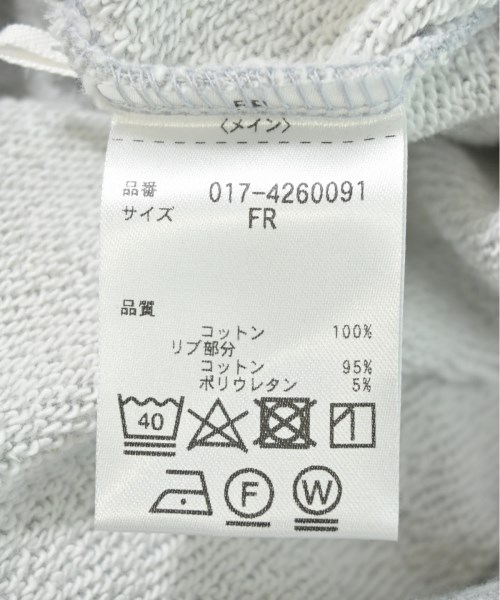 〈メイン〉
品番 017-4260091
サイズ FR
品質
コットン 100%
リブ部分
コットン 95%
ポリウレタン 5%
40
F W